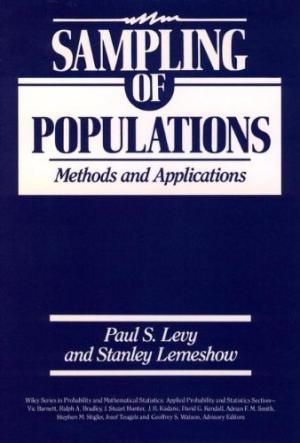 SAMPLING
OF
POPULATIONS
Methods and Applications
Paul S. Levy
and Stanley Lemeshow
Wiley Series in Probability and Mathematical Statistics: Applied Probability and Statistics Section—
Vic Barnett, Ralph A. Bradley, J. Stuart Hunter, J. B. Kadane, David G. Kendall, Adrian F. M. Smith,
Stephen M. Stigler, Jozef Teugels and Geoffrey S. Watson, Advisory Editors